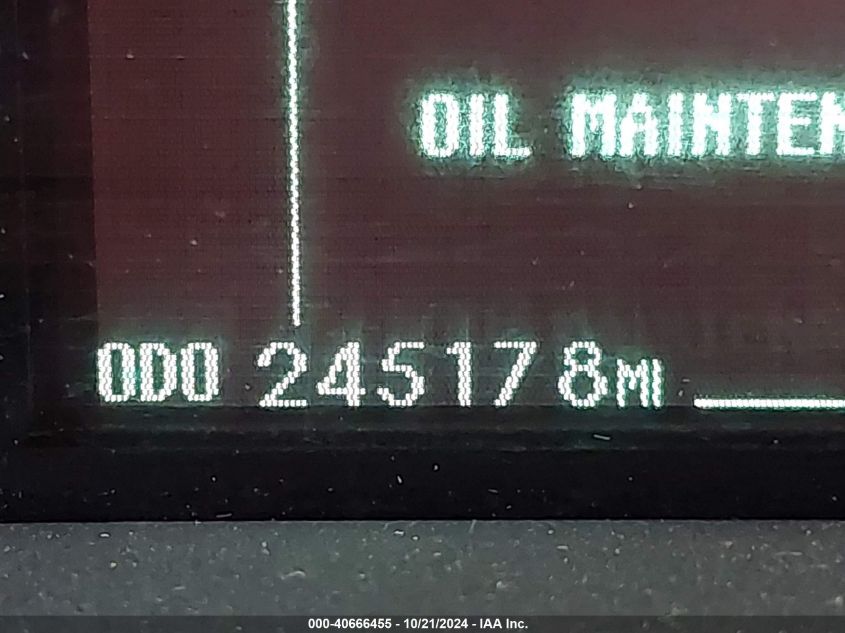 OIL MAINTEN
ODO 245178MI
000-40666455 - 10/21/2024 - IAA Inc.